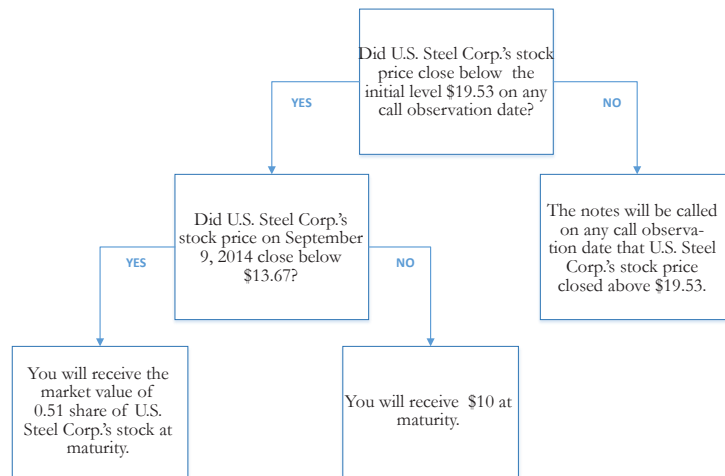 Did U.S. Steel Corp.'s stock
price close below the
initial level $19.53 on any
call observation date?
YES
NO
Did U.S. Steel Corp.'s
stock price on September
9, 2014 close below
$13.67?
The notes will be called
on any call observa-
tion date that U.S. Steel
Corp.'s stock price
closed above $19.53.
YES
NO
You will receive the
market value of
0.51 share of U.S.
Steel Corp.'s stock at
maturity.
You will receive $10 at
maturity.